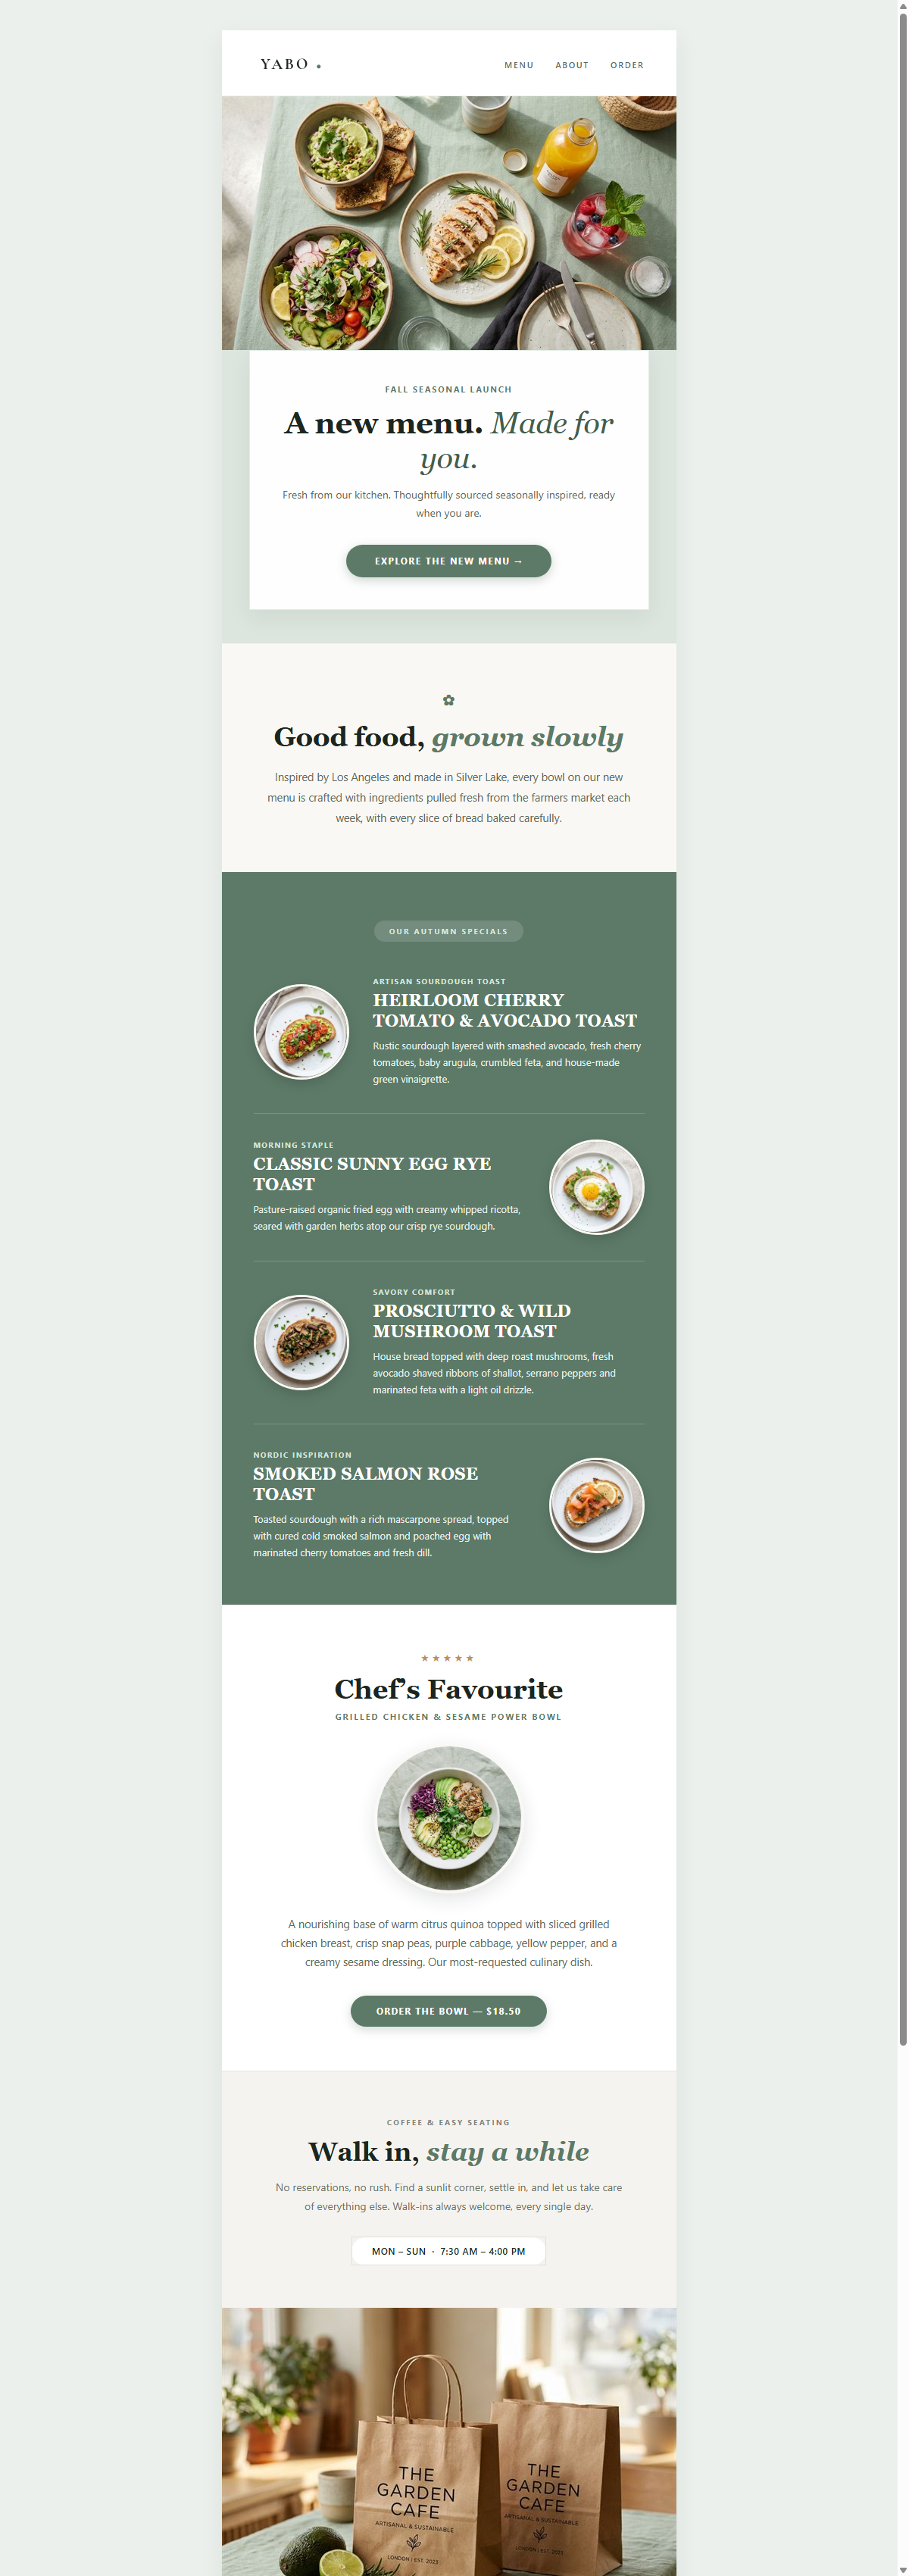 YABO
MENU ABOUT ORDER
FALL SEASONAL LAUNCH
A new menu. Made for
you.
Fresh from our kitchen. Thoughtfully sourced seasonally inspired, ready
when you are.
EXPLORE THE NEW MENU →
Good food, grown slowly
Inspired by Los Angeles and made in Silver Lake, every bowl on our new
menu is crafted with ingredients pulled fresh from the farmers market each
week, with every slice of bread baked carefully.
OUR AUTUMN SPECIALS
ARTISAN SOURDOUGH TOAST
HEIRLOOM CHERRY
TOMATO & AVOCADO TOAST
Rustic sourdough layered with smashed avocado, fresh cherry
tomatoes, baby arugula, crumbled feta, and house-made
green vinaigrette.
MORNING STAPLE
CLASSIC SUNNY EGG RYE
TOAST
Pasture-raised organic fried egg with creamy whipped ricotta,
seared with garden herbs atop our crisp rye sourdough.
SAVORY COMFORT
PROSCIUTTO & WILD
MUSHROOM TOAST
House bread topped with deep roast mushrooms, fresh
avocado shaved ribbons of shallot, serrano peppers and
marinated feta with a light oil drizzle.
NORDIC INSPIRATION
SMOKED SALMON ROSE
TOAST
Toasted sourdough with a rich mascarpone spread, topped
with cured cold smoked salmon and poached egg with
marinated cherry tomatoes and fresh dill.
★★★★★
Chef's Favourite
GRILLED CHICKEN & SESAME POWER BOWL
A nourishing base of warm citrus quinoa topped with sliced grilled
chicken breast, crisp snap peas, purple cabbage, yellow pepper, and a
creamy sesame dressing. Our most-requested culinary dish.
ORDER THE BOWL — $18.50
COFFEE & EASY SEATING
Walk in, stay a while
No reservations, no rush. Find a sunlit corner, settle in, and let us take care
of everything else. Walk-ins always welcome, every single day.
MON – SUN · 7:30 AM – 4:00 PM
THE
GARDEN
CAFE
ARTISANAL & SUSTAINABLE
LONDON | EST. 2023
THE
GARDEN
CAFE
ARTISANAL & SUSTAINABLE
LONDON | EST. 2023